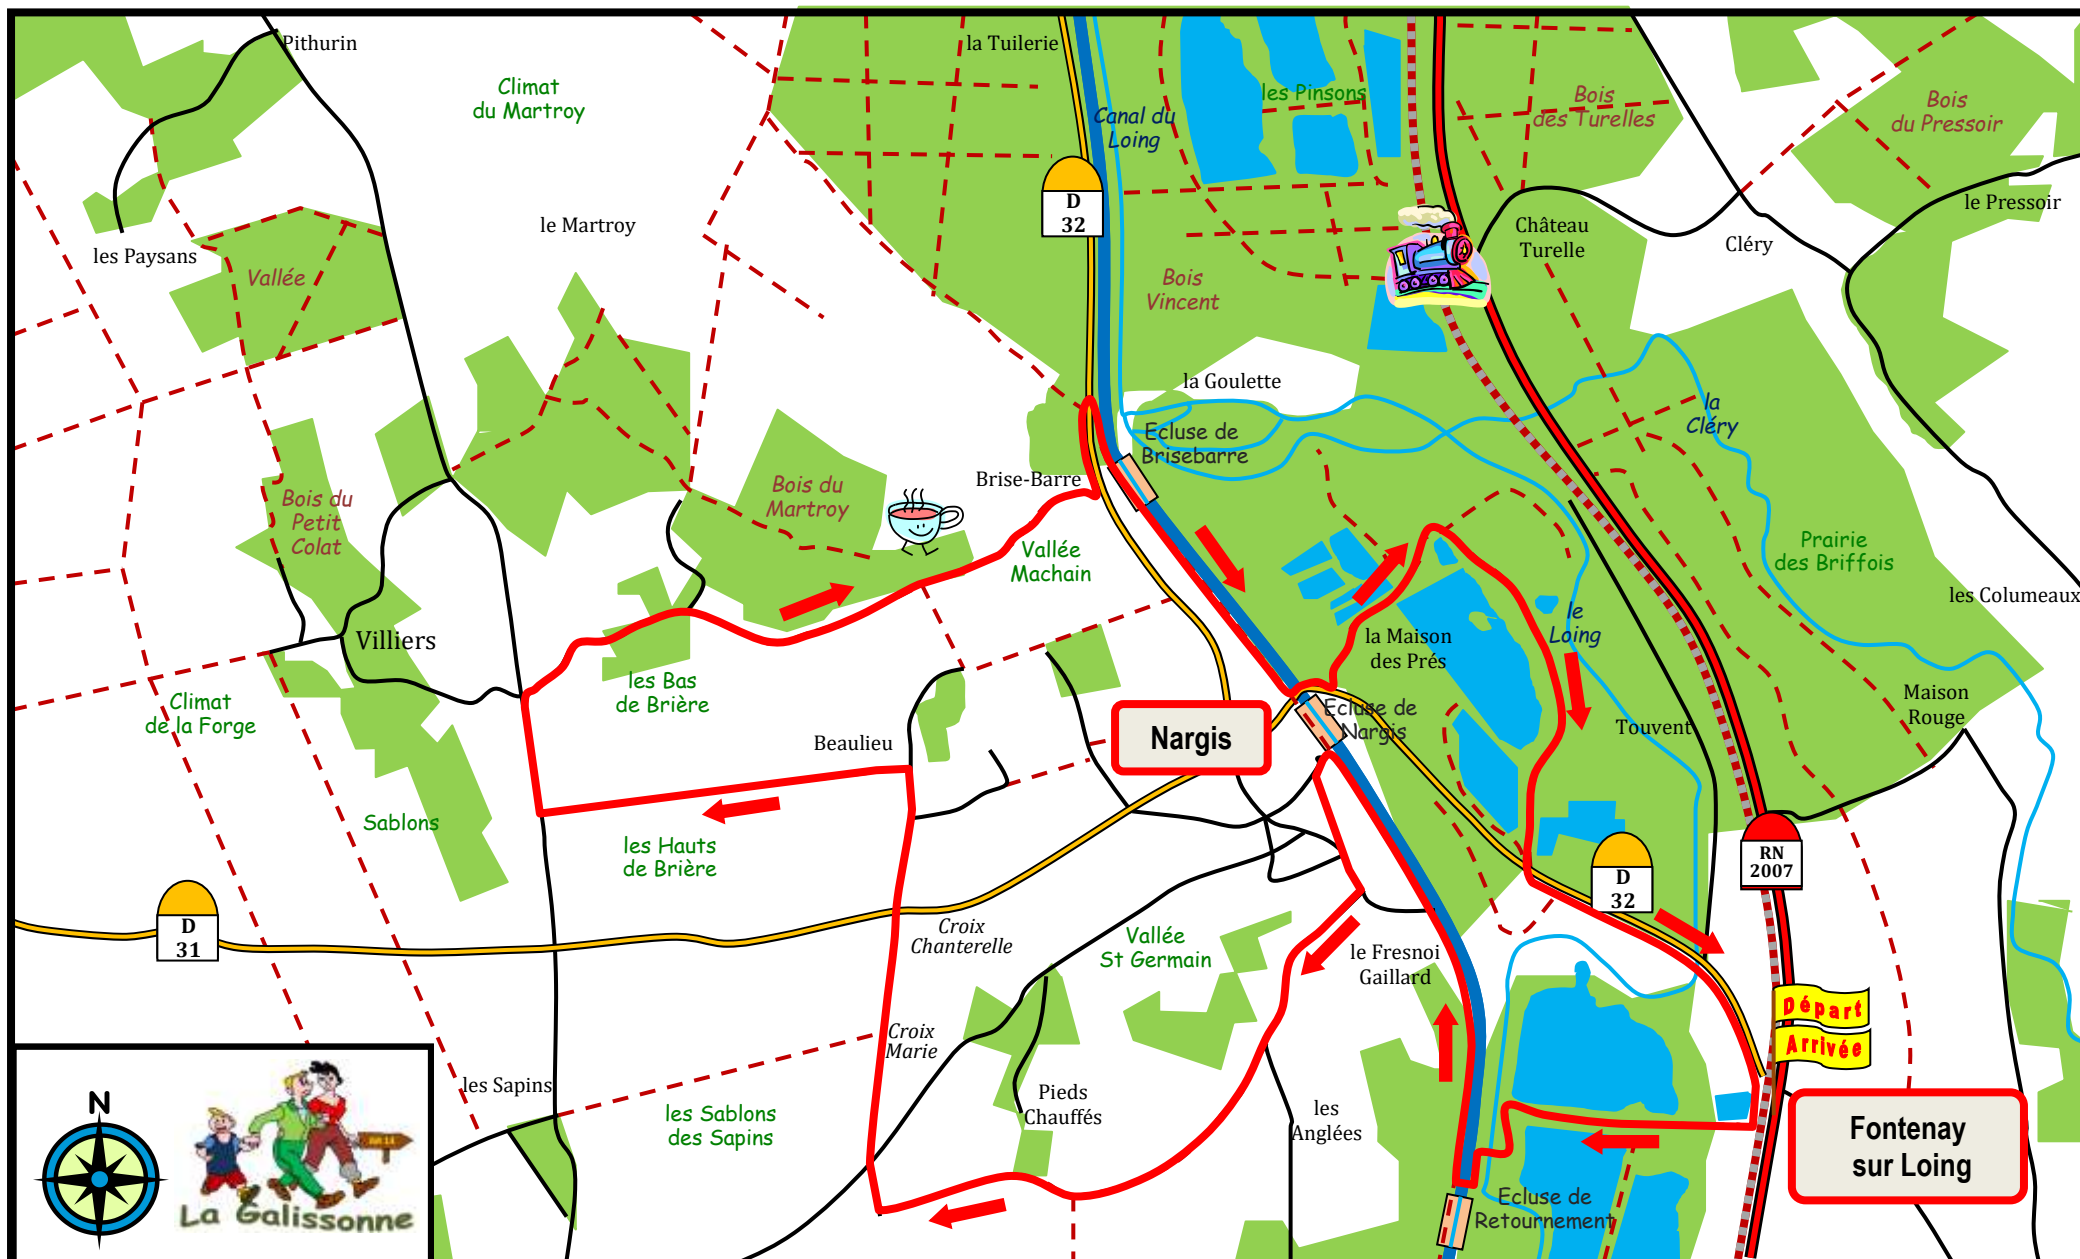 Pithurin
la Tuilerie
Climat
du Martroy
les Pinsons
Bois
des Turelles
Bois
du Pressoir
Canal du
Loing
D
32
le Pressoir
les Paysans
le Martroy
Château
Turelle
Cléry
Vallée
Bois
Vincent
la Goulette
la
Cléry
Ecluse de
Brisebarre
Brise-Barre
Bois du
Petit
Colat
Bois du
Martroy
Vallée
Machain
Prairie
des Briffois
les Columeaux
Villiers
la Maison
des Prés
le
Loing
les Bas
de Brière
Climat
de la Forge
Maison
Rouge
Nargis
Ecluse de
Nargis
Touvent
Beaulieu
Sablons
les Hauts
de Brière
RN
2007
D
32
D
31
Croix
Chanterelle
Vallée
St Germain
le Fresnoi
Gaillard
Départ
Arrivée
Croix
Marie
les Sapins
Pieds
Chauffés
les Sablons
des Sapins
les
Anglées
Fontenay
sur Loing
N
La Galissonne
Ecluse de
Retournement